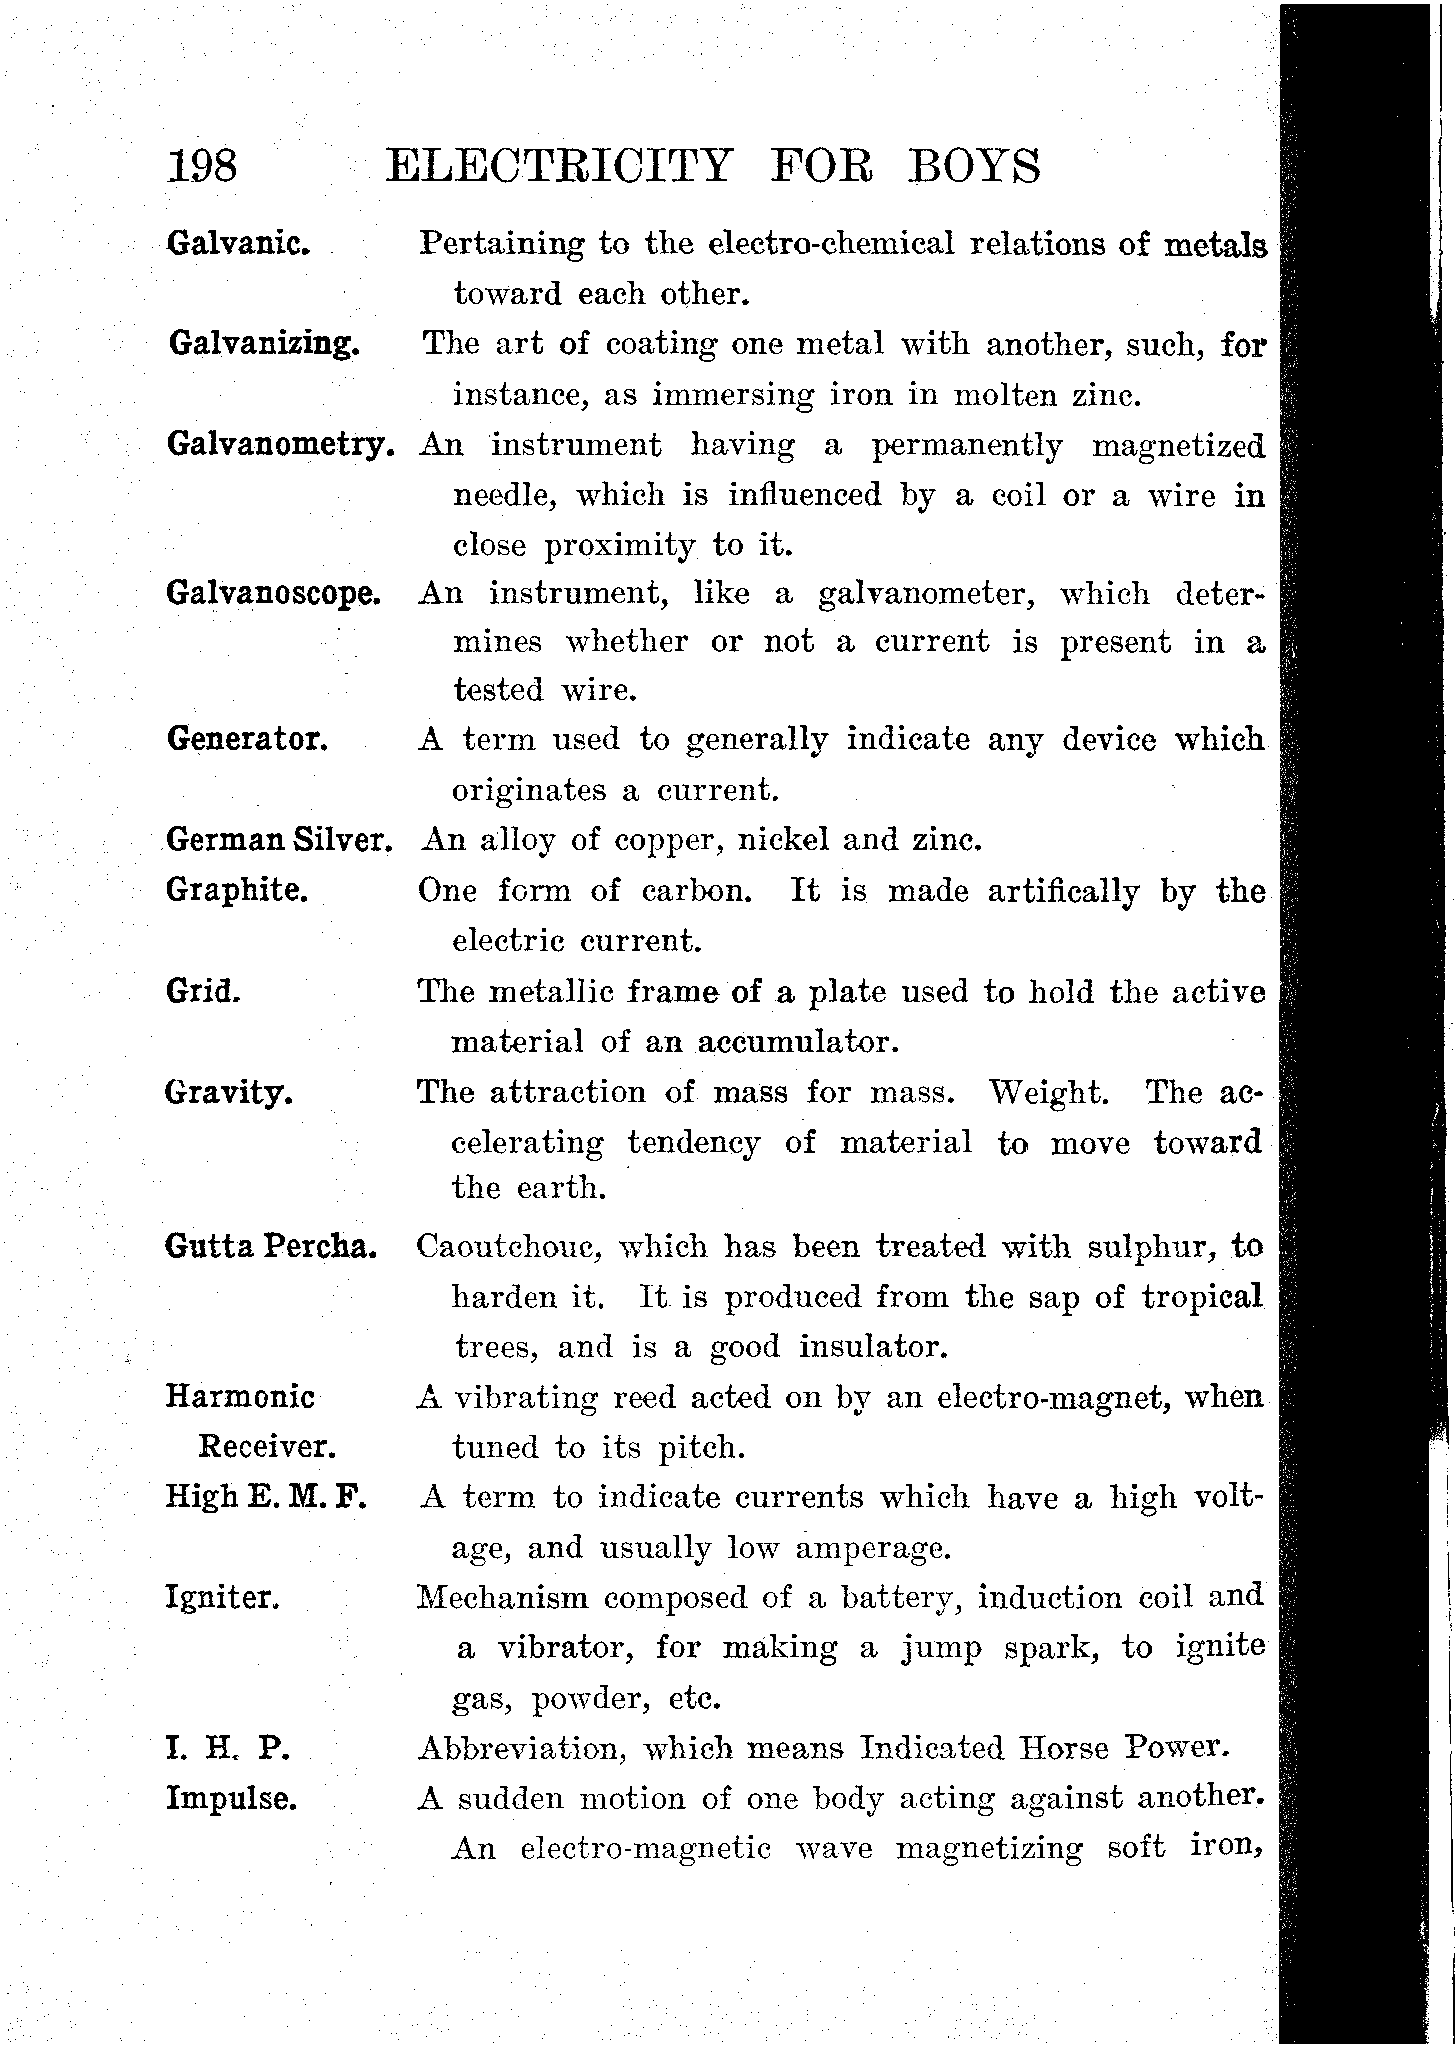 198 ELECTRICITY FOR BOYS
Galvanic. Pertaining to the electro-chemical relations of metals
toward each other.
Galvanizing. The art of coating one metal with another, such, for
instance, as immersing iron in molten zinc.
Galvanometry. An instrument having a permanently magnetized
needle, which is influenced by a coil or a wire in
close proximity to it.
Galvanoscope. An instrument, like a galvanometer, which deter-
mines whether or not a current is present in a
tested wire.
Generator. A term used to generally indicate any device which
originates a current.
German Silver. An alloy of copper, nickel and zinc.
Graphite. One form of carbon. It is made artifically by the
electric current.
Grid. The metallic frame of a plate used to hold the active
material of an accumulator.
Gravity. The attraction of mass for mass. Weight. The ac-
celerating tendency of material to move toward
the earth.
Gutta Percha. Caoutchouc, which has been treated with sulphur, to
harden it. It is produced from the sap of tropical
trees, and is a good insulator.
Harmonic A vibrating reed acted on by an electro-magnet, when
Receiver. tuned to its pitch.
High E. M. F. A term to indicate currents which have a high volt-
age, and usually low amperage.
Igniter. Mechanism composed of a battery, induction coil and
a vibrator, for making a jump spark, to ignite
gas, powder, etc.
I. H. P. Abbreviation, which means Indicated Horse Power.
Impulse. A sudden motion of one body acting against another.
An electro-magnetic wave magnetizing soft iron,